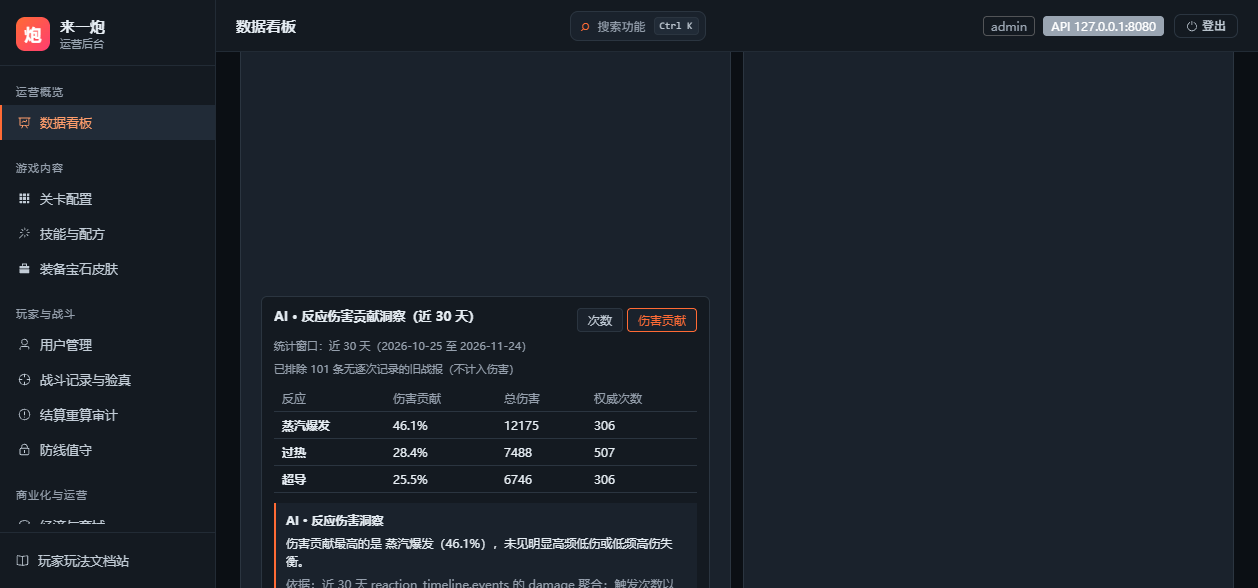 炮
来一炮
运营后台
数据看板
搜索功能
Ctrl K
admin
API 127.0.0.1:8080
登出
运营概览
数据看板
游戏内容
关卡配置
技能与配方
装备宝石皮肤
玩家与战斗
用户管理
战斗记录与验真
结算重算审计
防线值守
商业化与运营
玩家玩法文档站
AI • 反应伤害贡献洞察（近 30 天）
次数
伤害贡献
统计窗口：近 30 天（2026-10-25 至 2026-11-24）
已排除 101 条无逐次记录的旧战报（不计入伤害）
反应 伤害贡献 总伤害 权威次数
蒸汽爆发 46.1% 12175 306
过热 28.4% 7488 507
超导 25.5% 6746 306
AI • 反应伤害洞察
伤害贡献最高的是 蒸汽爆发（46.1%），未见明显高频低伤或低频高伤失
衡。
依据：近 30 天 reaction_timeline.events 的 damage 聚合；触发次数以